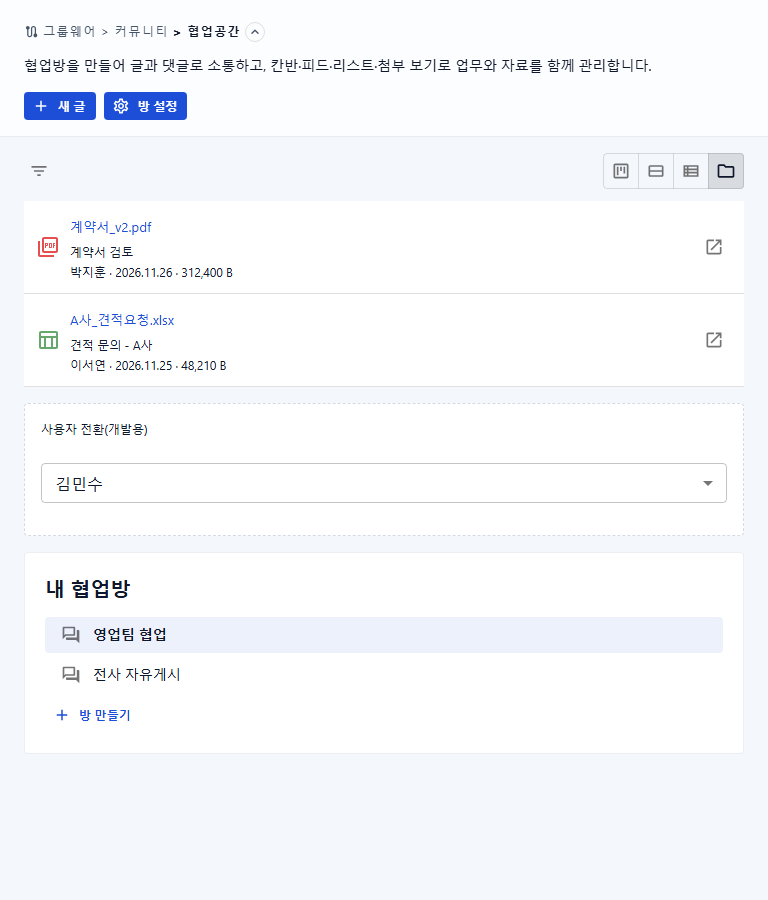 그룹웨어 > 커뮤니티 > 협업공간
협업방을 만들어 글과 댓글로 소통하고, 칸반·피드·리스트·첨부 보기로 업무와 자료를 함께 관리합니다.
새 글
방 설정
계약서_v2.pdf
PDF
계약서 검토
박지훈 · 2026.11.26 · 312,400 B
A사_견적요청.xlsx
견적 문의 - A사
이서연 · 2026.11.25 · 48,210 B
사용자 전환(개발용)
김민수
내 협업방
영업팀 협업
전사 자유게시
방 만들기